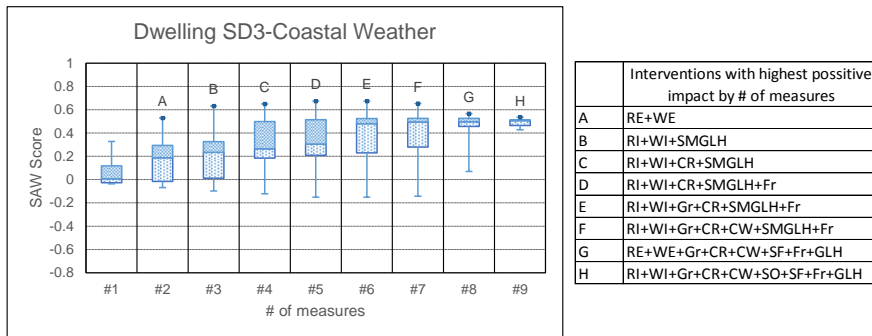 Dwelling SD3-Coastal Weather
1
0.8
0.6
0.4
0.2
0
-0.2
-0.4
-0.6
-0.8
SAW Score
A
B
C
D
E
F
G
H
#1 #2 #3 #4 #5 #6 #7 #8 #9
# of measures
Interventions with highest possitive
impact by # of measures
A RE+WE
B RI+WI+SMGLH
C RI+WI+CR+SMGLH
D RI+WI+CR+SMGLH+Fr
E RI+WI+Gr+CR+SMGLH+Fr
F RI+WI+Gr+CR+CW+SMGLH+Fr
G RE+WE+Gr+CR+CW+SF+Fr+GLH
H RI+WI+Gr+CR+CW+SO+SF+Fr+GLH